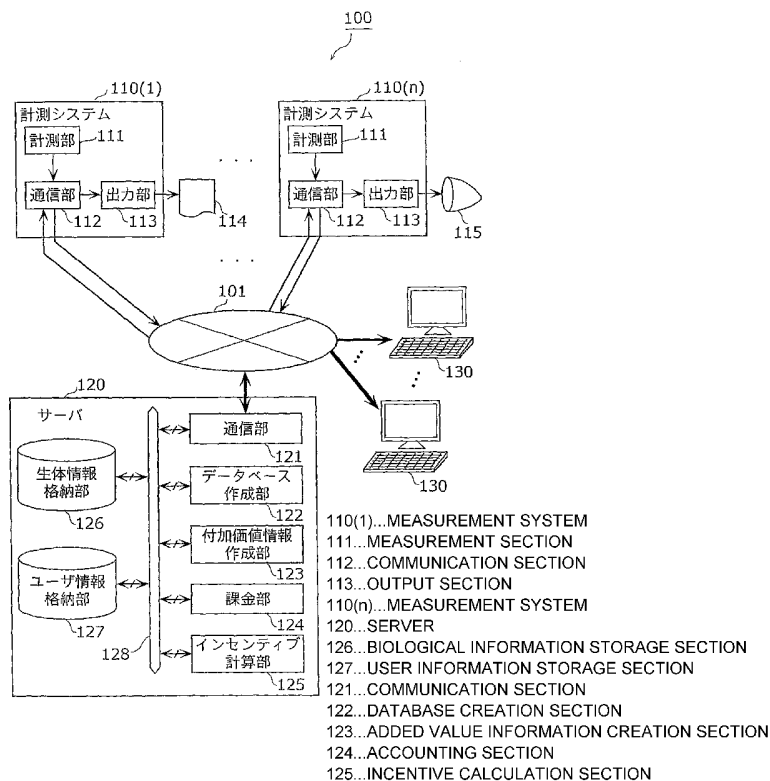 100
110(1)
110(n)
計測システム
計測部
111
通信部
出力部
112
113
114
計測システム
計測部
111
通信部
出力部
112
113
115
101
130
130
120
サーバ
通信部
121
生体情報
格納部
126
データベース
作成部
122
付加価値情報
作成部
123
ユーザ情報
格納部
127
課金部
124
128
インセンティブ
計算部
125
110(1)...MEASUREMENT SYSTEM
111...MEASUREMENT SECTION
112...COMMUNICATION SECTION
113...OUTPUT SECTION
110(n)...MEASUREMENT SYSTEM
120...SERVER
126...BIOLOGICAL INFORMATION STORAGE SECTION
127...USER INFORMATION STORAGE SECTION
121...COMMUNICATION SECTION
122...DATABASE CREATION SECTION
123...ADDED VALUE INFORMATION CREATION SECTION
124...ACCOUNTING SECTION
125...INCENTIVE CALCULATION SECTION